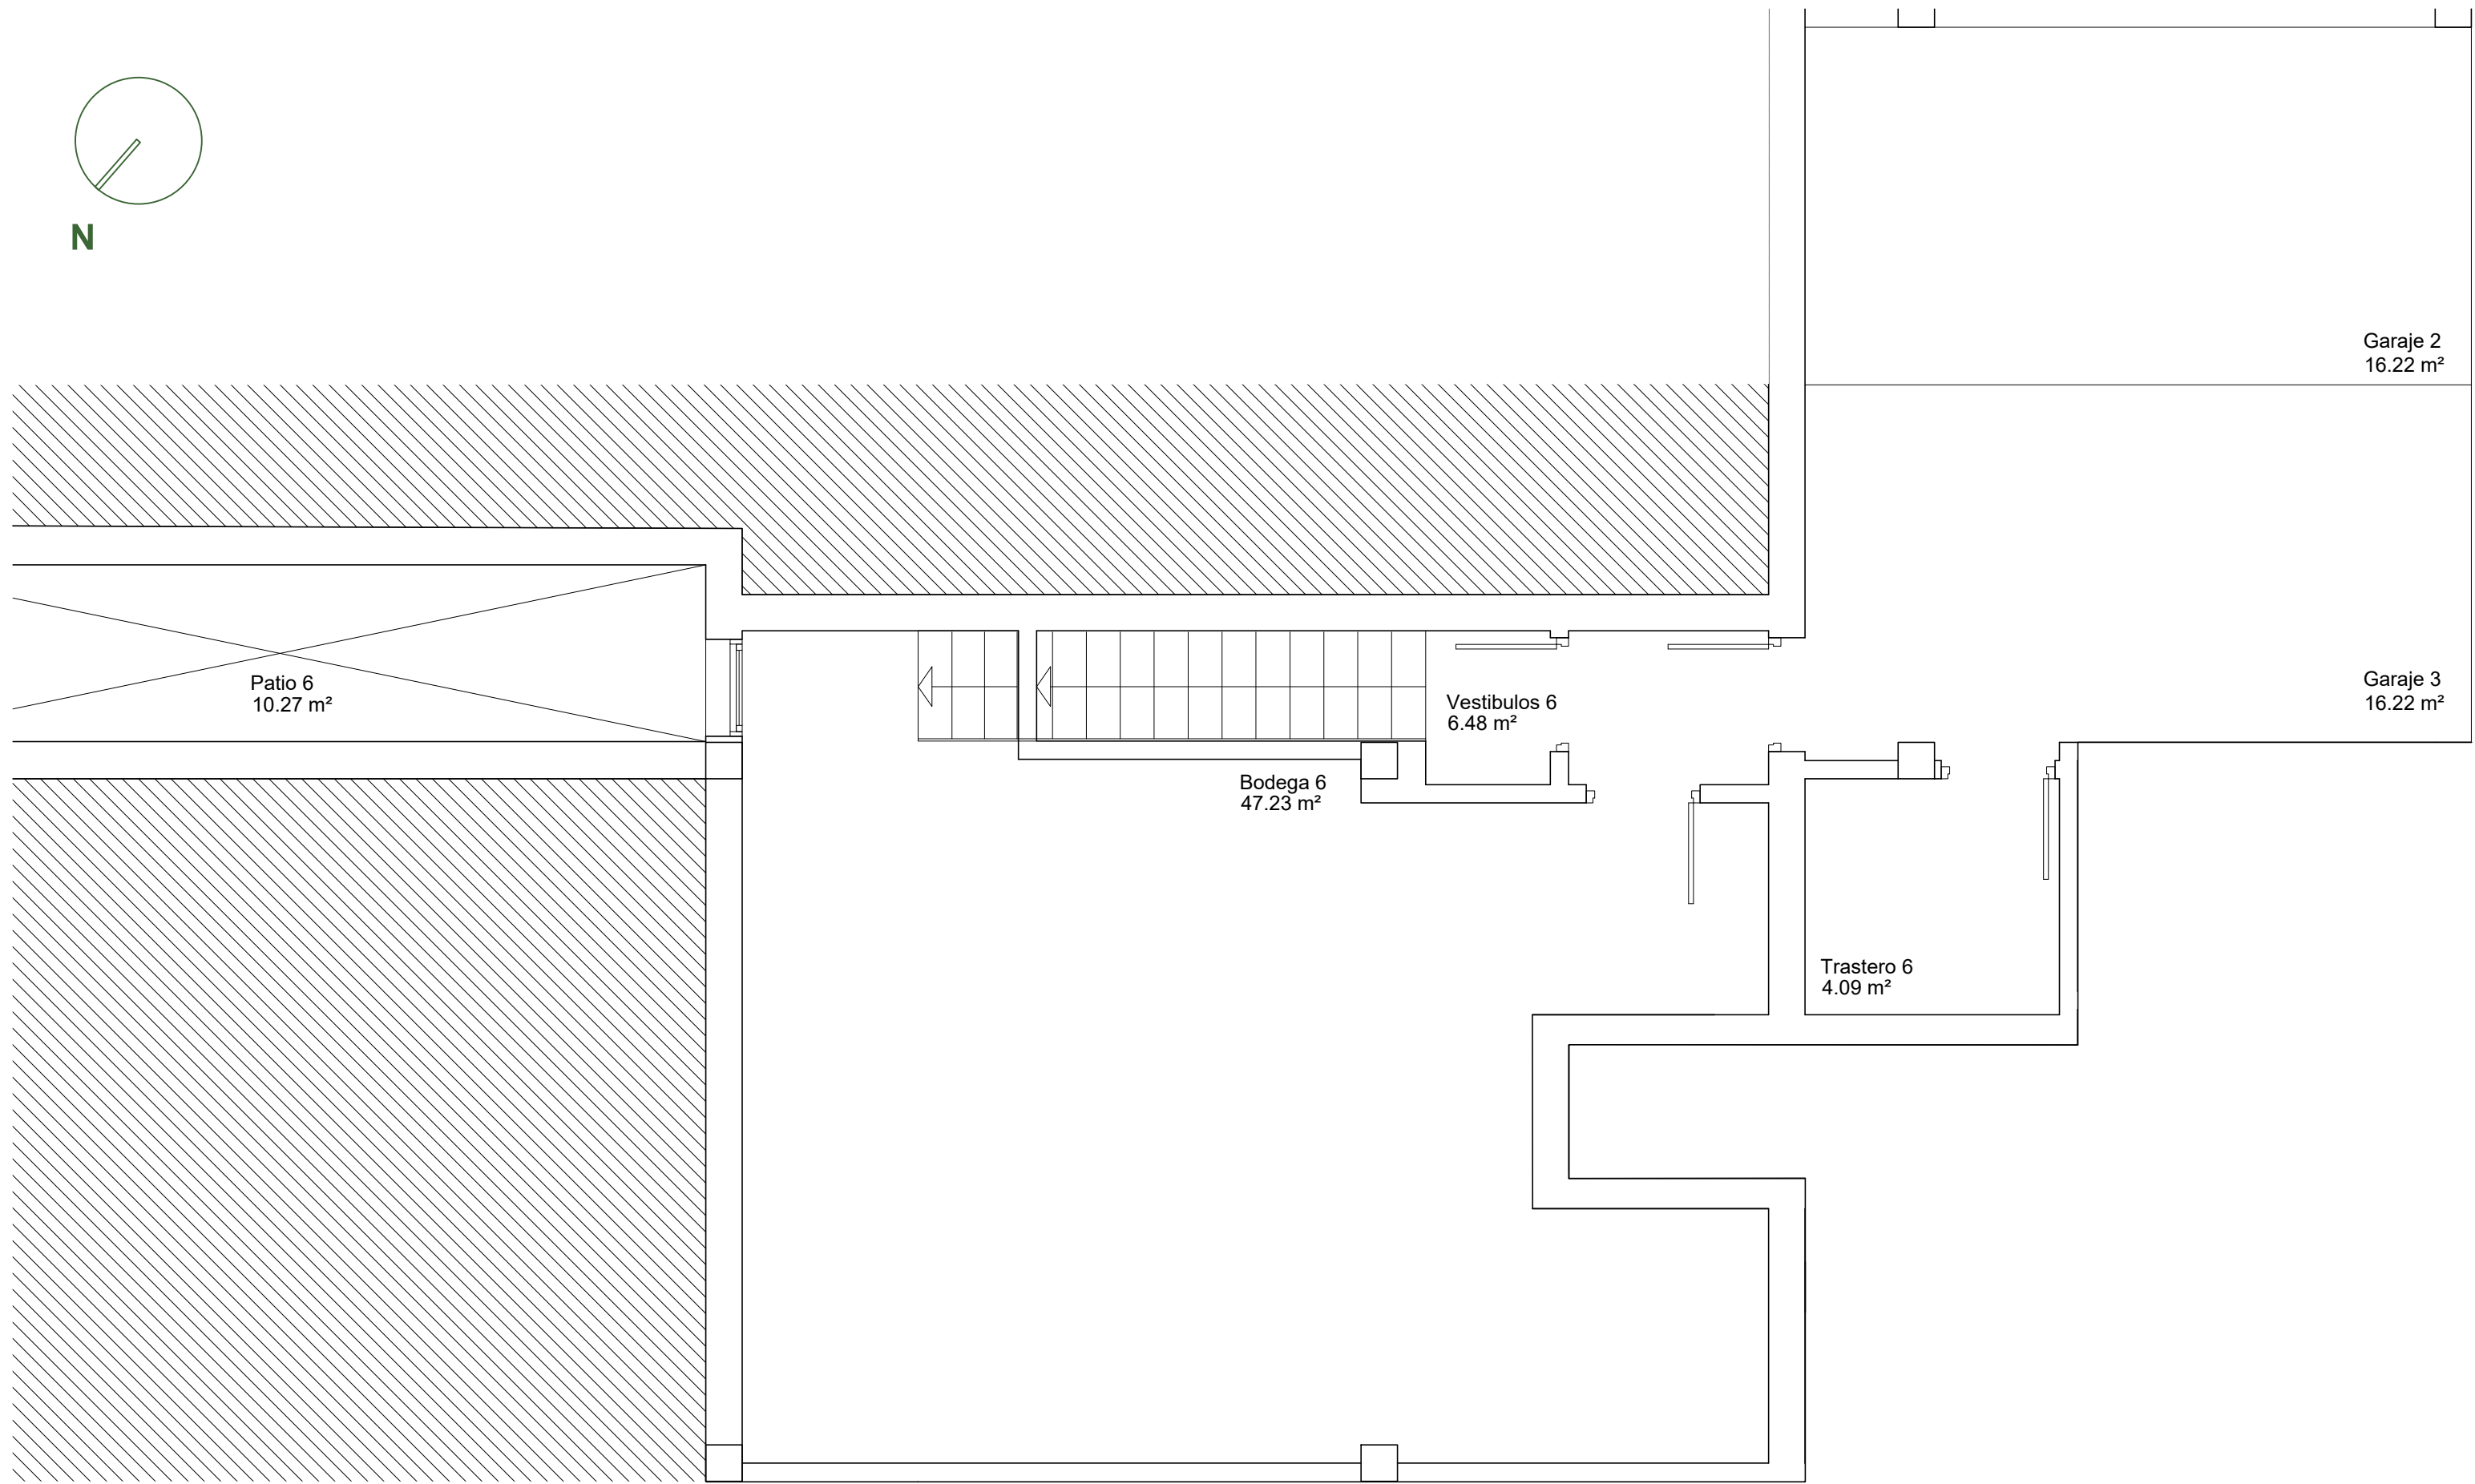 N
Garaje 2
16.22 m²
Patio 6
10.27 m²
Vestibulos 6
6.48 m²
Garaje 3
16.22 m²
Bodega 6
47.23 m²
Trastero 6
4.09 m²